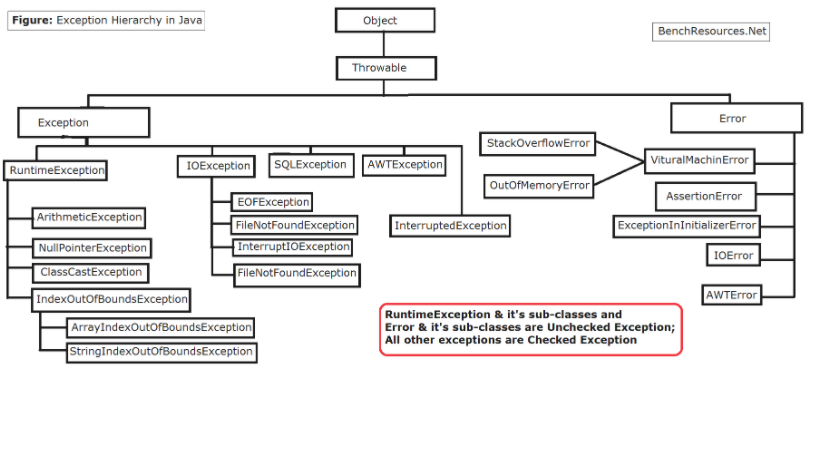 Figure: Exception Hierarchy in Java
Object
BenchResources.Net
Throwable
Exception
Error
RuntimeException
IOException
SQLException
AWTException
StackOverflowError
VituralMachinError
OutOfMemoryError
AssertionError
EOFException
ArithmeticException
FileNotFoundException
InterruptedException
ExceptionInInitializerError
NullPointerException
InterruptIOException
IOError
ClassCastException
FileNotFoundException
IndexOutOfBoundsException
AWTError
RuntimeException & it's sub-classes and
Error & it's sub-classes are Unchecked Exception;
All other exceptions are Checked Exception
ArrayIndexOutOfBoundsException
StringIndexOutOfBoundsException